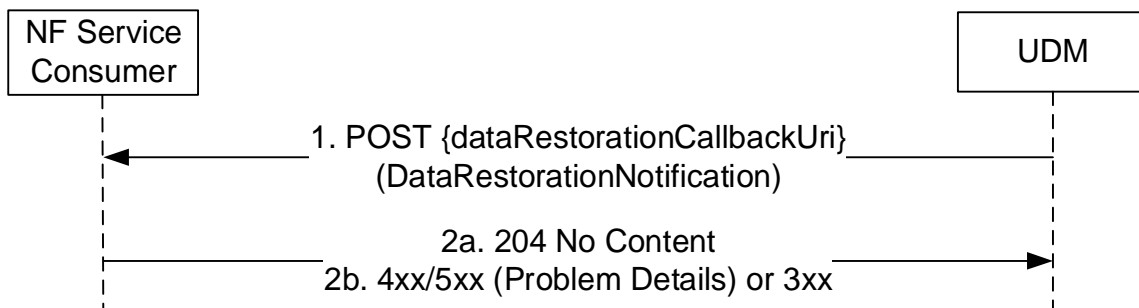 NF Service
Consumer
UDM
1. POST {dataRestorationCallbackUri}
(DataRestorationNotification)
2a. 204 No Content
2b. 4xx/5xx (Problem Details) or 3xx